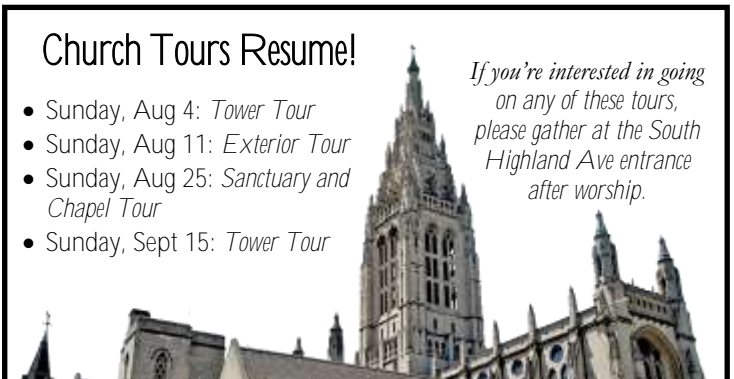 Church Tours Resume!
• Sunday, Aug 4: Tower Tour
• Sunday, Aug 11: Exterior Tour
• Sunday, Aug 25: Sanctuary and
Chapel Tour
• Sunday, Sept 15: Tower Tour
If you're interested in going
on any of these tours,
please gather at the South
Highland Ave entrance
after worship.